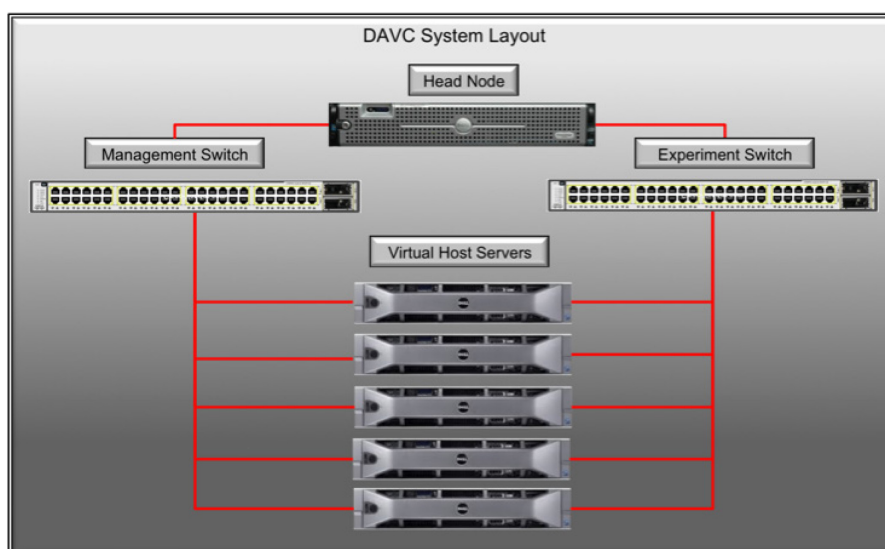 DAVC System Layout
Head Node
Management Switch
Experiment Switch
Virtual Host Servers